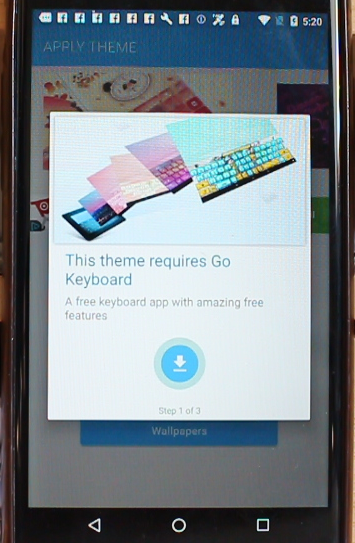 5:20
APPLY THEME
This theme requires Go
Keyboard
A free keyboard app with amazing free
features
Step 1 of 3
Wallpapers